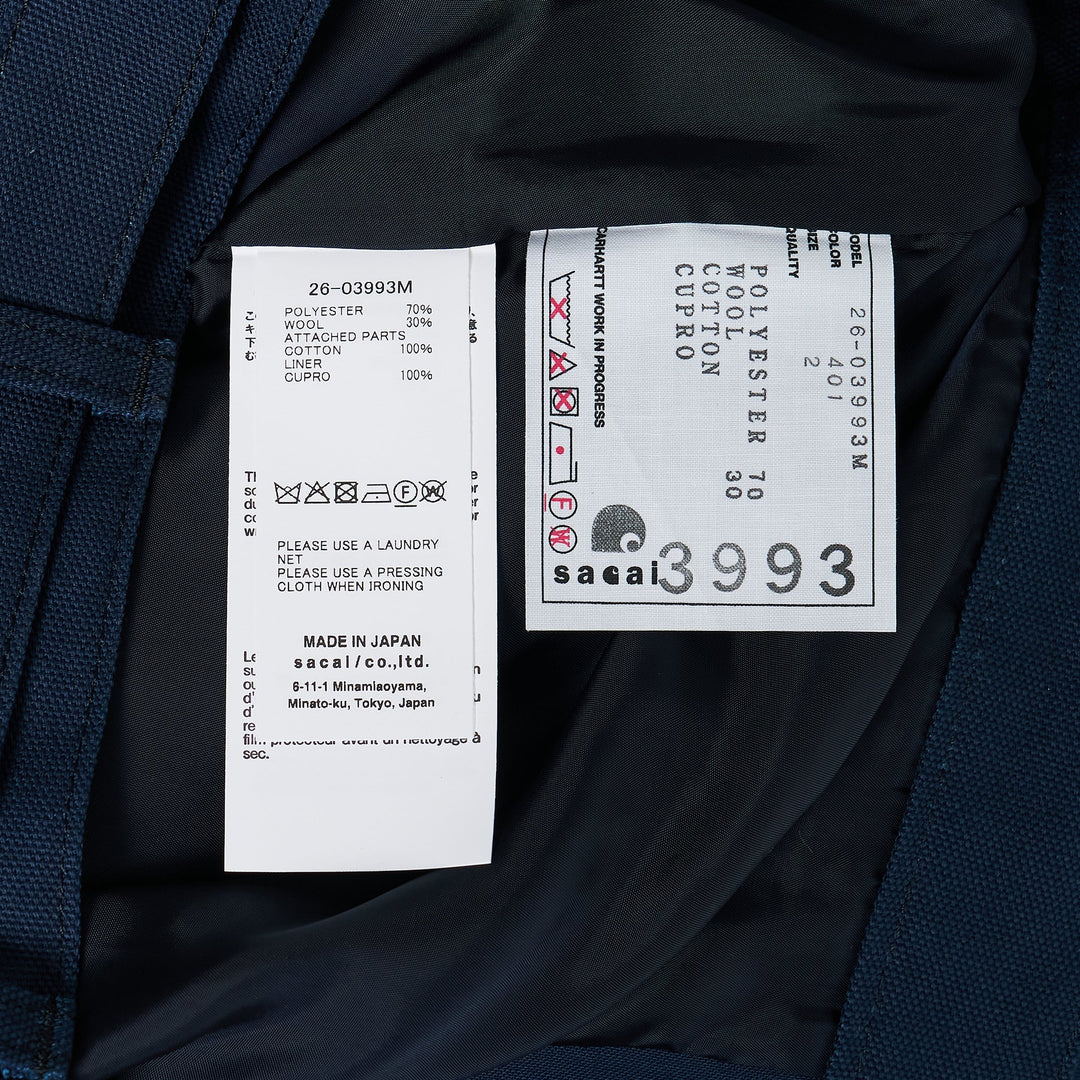 26-03993M
POLYESTER 70%
WOOL 30%
ATTACHED PARTS
COTTON 100%
LINER
CUPRO 100%
PLEASE USE A LAUNDRY
NET
PLEASE USE A PRESSING
CLOTH WHEN IRONING
MADE IN JAPAN
sacai/co.,ltd.
6-11-1 Minamiaoyama,
Minato-ku, Tokyo, Japan
film protecteur avant un nettoyage à
sec.
MODEL 26-03993M
COLOR 401
SIZE 2
QUALITY
POLYESTER 70
WOOL 30
COTTON
CUPRO
CARHARTT WORK IN PROGRESS
F
W
sacai
3993